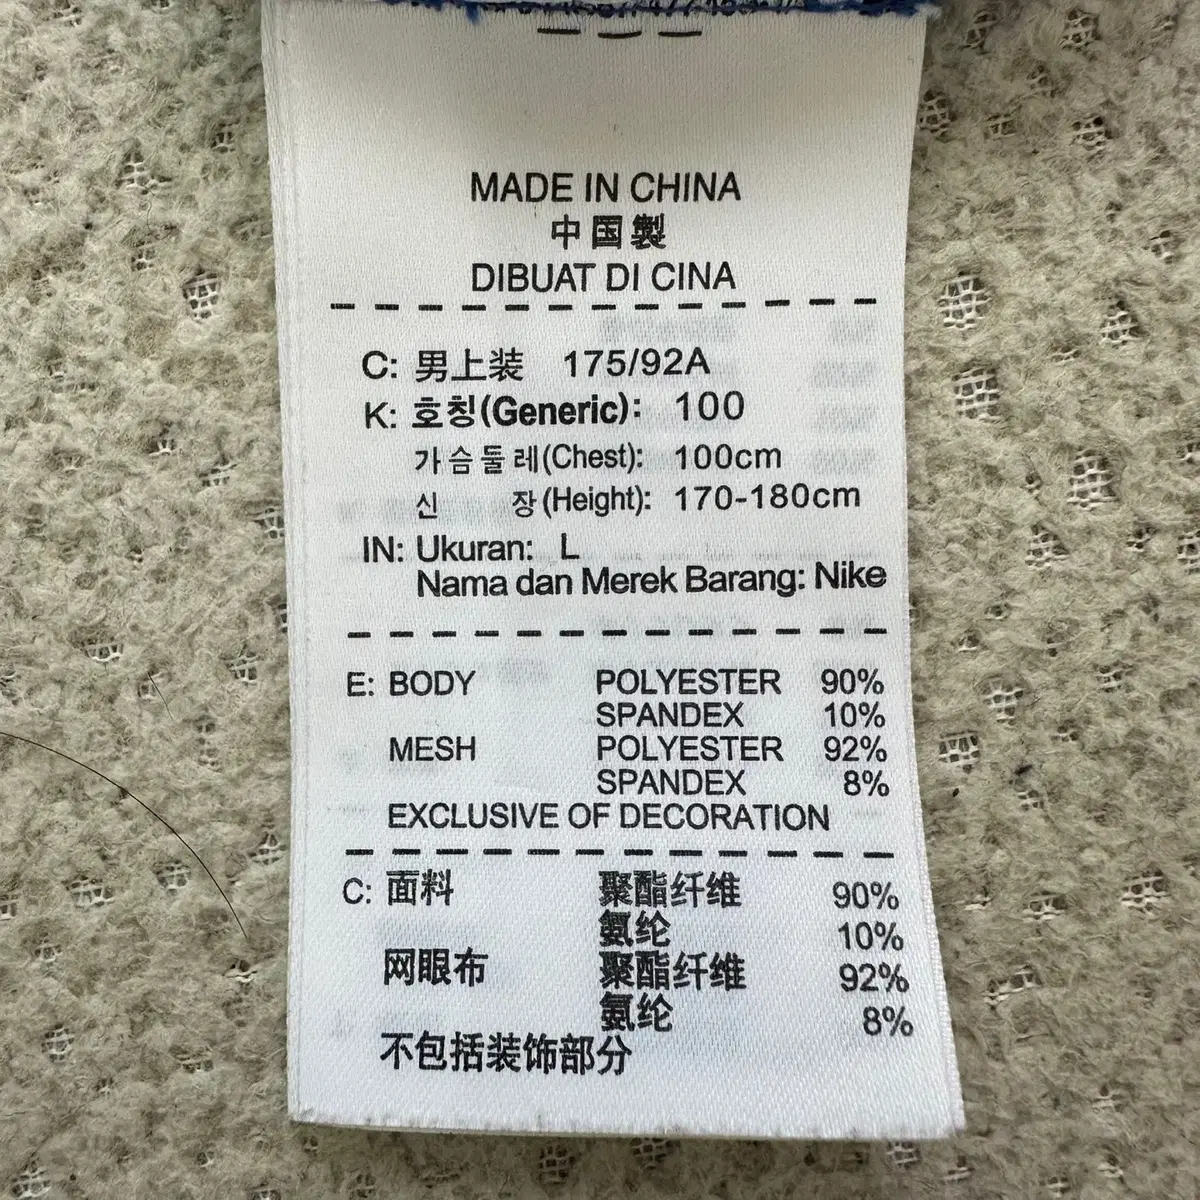 MADE IN CHINA
中国製
DIBUAT DI CINA
C: 男上装 175/92A
K: 호칭(Generic): 100
가슴둘레(Chest): 100cm
신 장(Height): 170-180cm
IN: Ukuran: L
Nama dan Merek Barang: Nike
E: BODY POLYESTER 90%
SPANDEX 10%
MESH POLYESTER 92%
SPANDEX 8%
EXCLUSIVE OF DECORATION
C: 面料 聚酯纤维 90%
氨纶 10%
网眼布 聚酯纤维 92%
氨纶 8%
不包括装饰部分